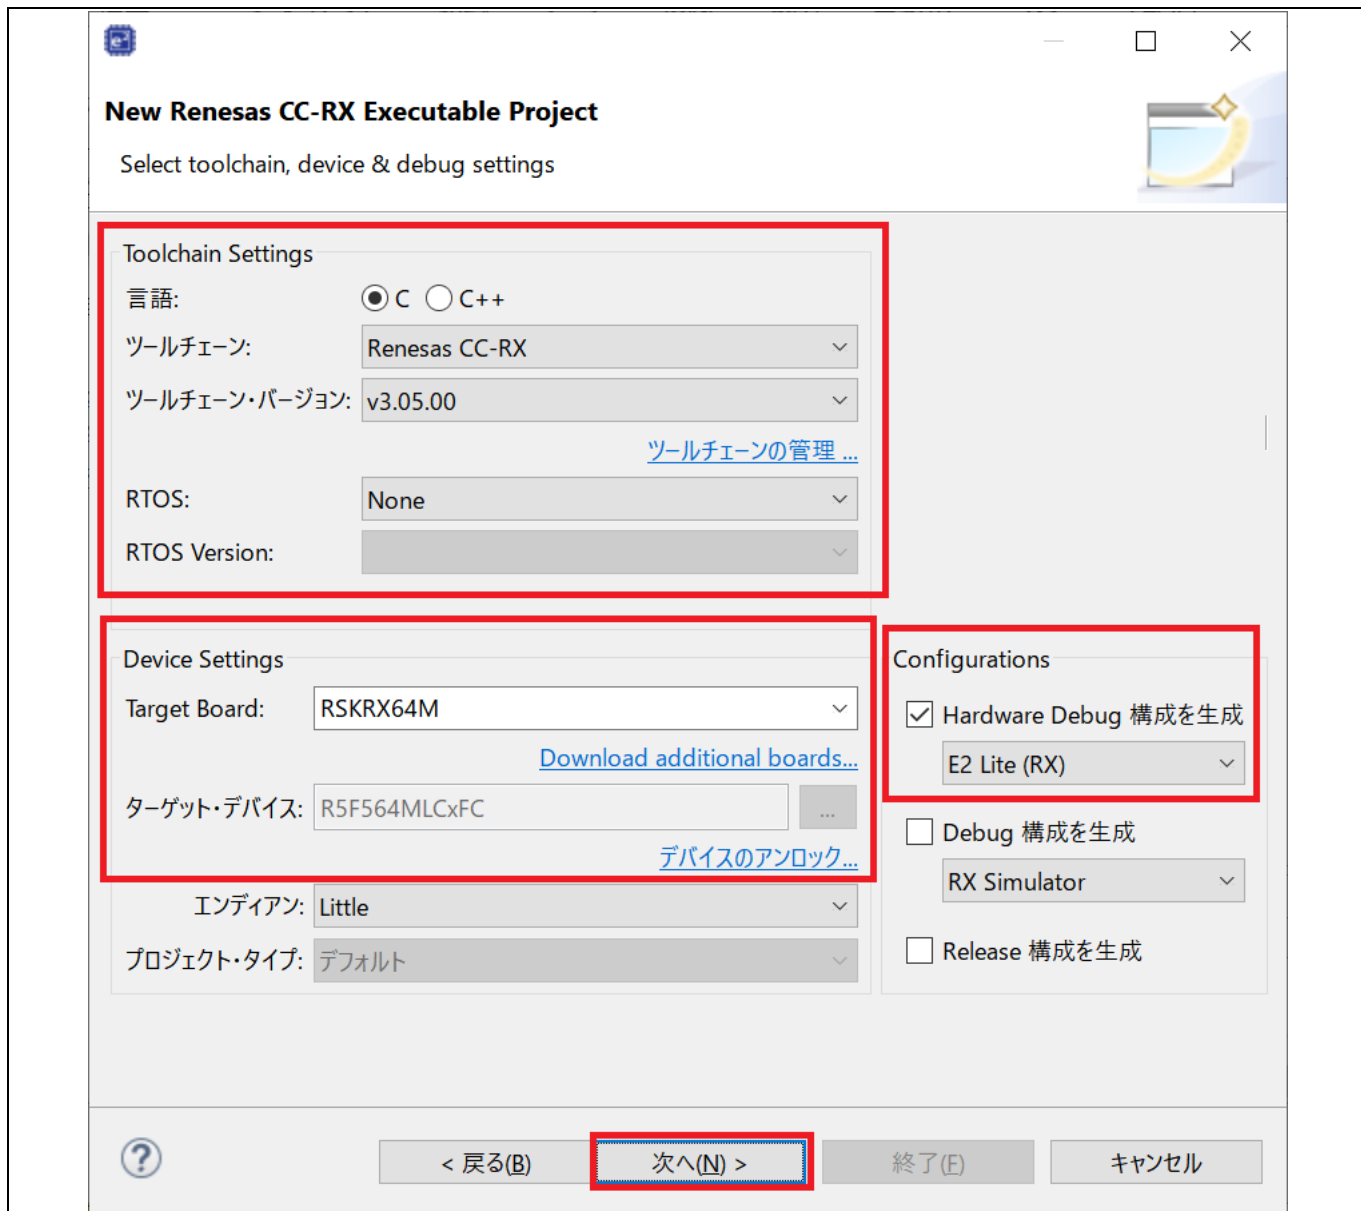 New Renesas CC-RX Executable Project
Select toolchain, device & debug settings
Toolchain Settings
言語: C C++
ツールチェーン: Renesas CC-RX
ツールチェーン・バージョン: v3.05.00
ツールチェーンの管理 ...
RTOS: None
RTOS Version:
Device Settings
Target Board: RSKRX64M
Download additional boards...
ターゲット・デバイス: R5F564MLCxFC ...
デバイスのアンロック...
エンディアン: Little
プロジェクト・タイプ: デフォルト
Configurations
Hardware Debug 構成を生成
E2 Lite (RX)
Debug 構成を生成
RX Simulator
Release 構成を生成
< 戻る(B) 次へ(N) > 終了(F) キャンセル